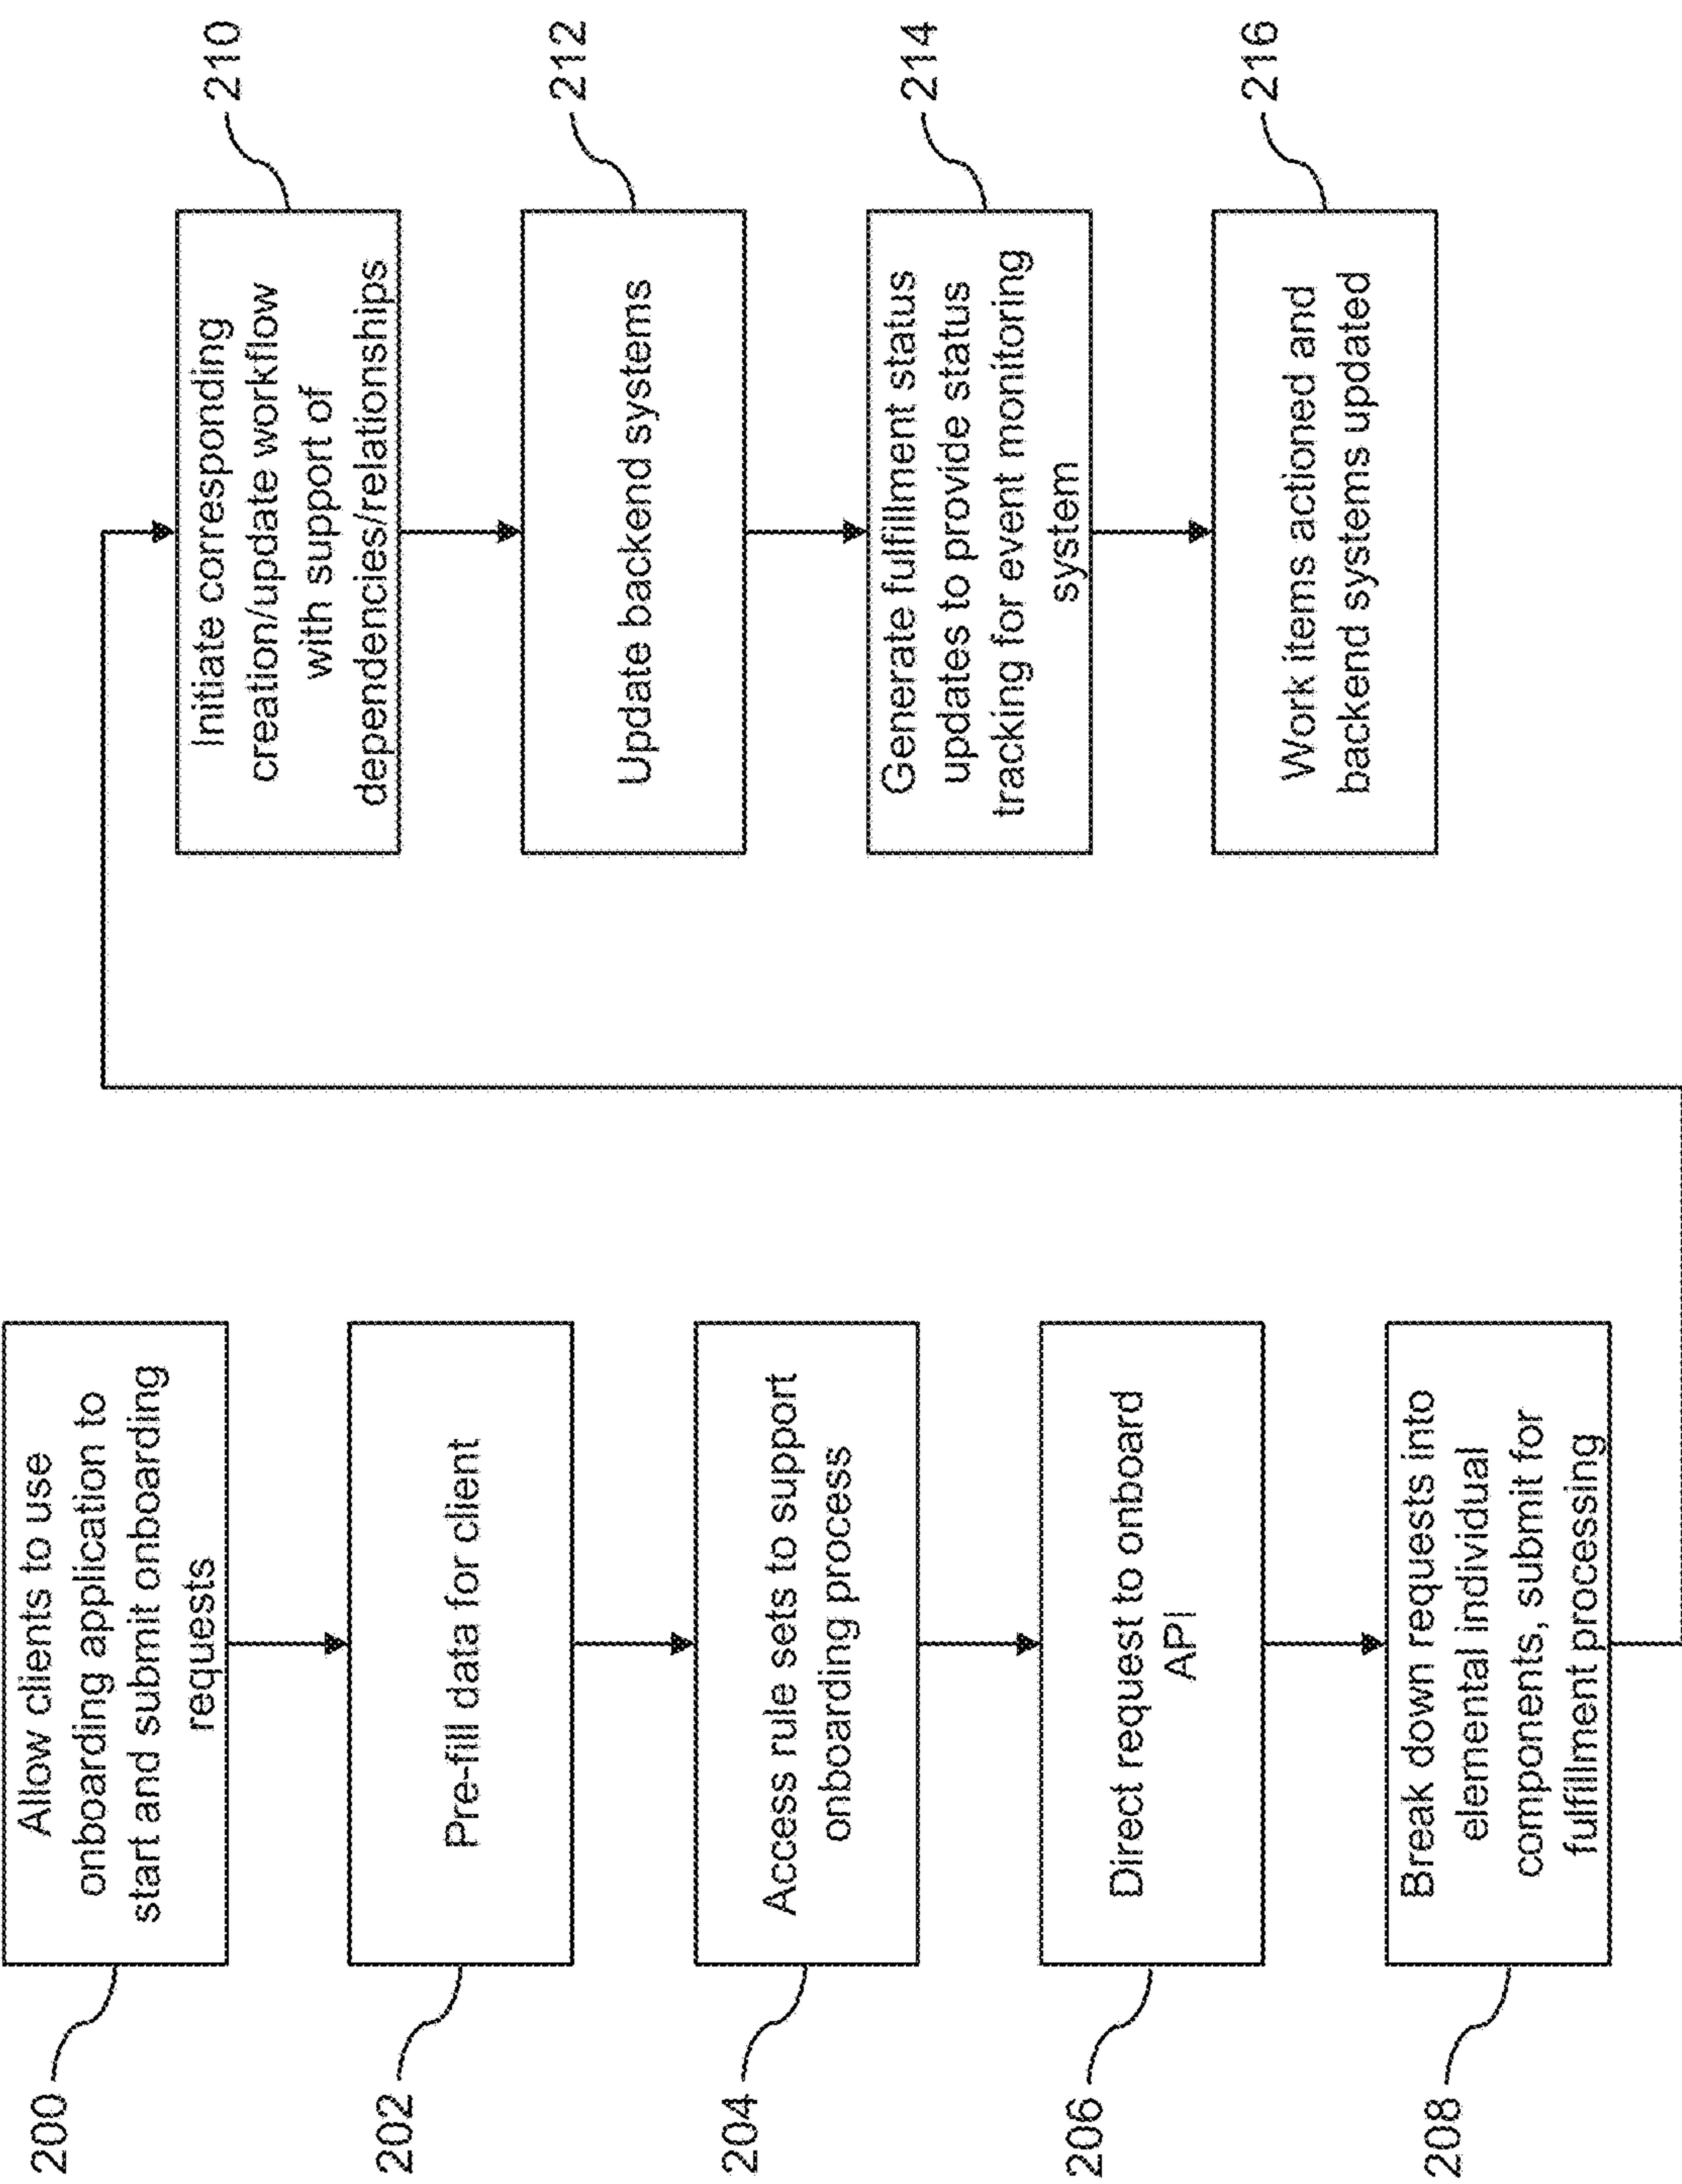 200
Allow clients to use
onboarding application to
start and submit onboarding
requests
202
Pre-fill data for client
204
Access rule sets to support
onboarding process
206
Direct request to onboard
API
208
Break down requests into
elemental individual
components, submit for
fulfillment processing
210
Initiate corresponding
creation/update workflow
with support of
dependencies/relationships
212
Update backend systems
214
Generate fulfillment status
updates to provide status
tracking for event monitoring
system
216
Work items actioned and
backend systems updated